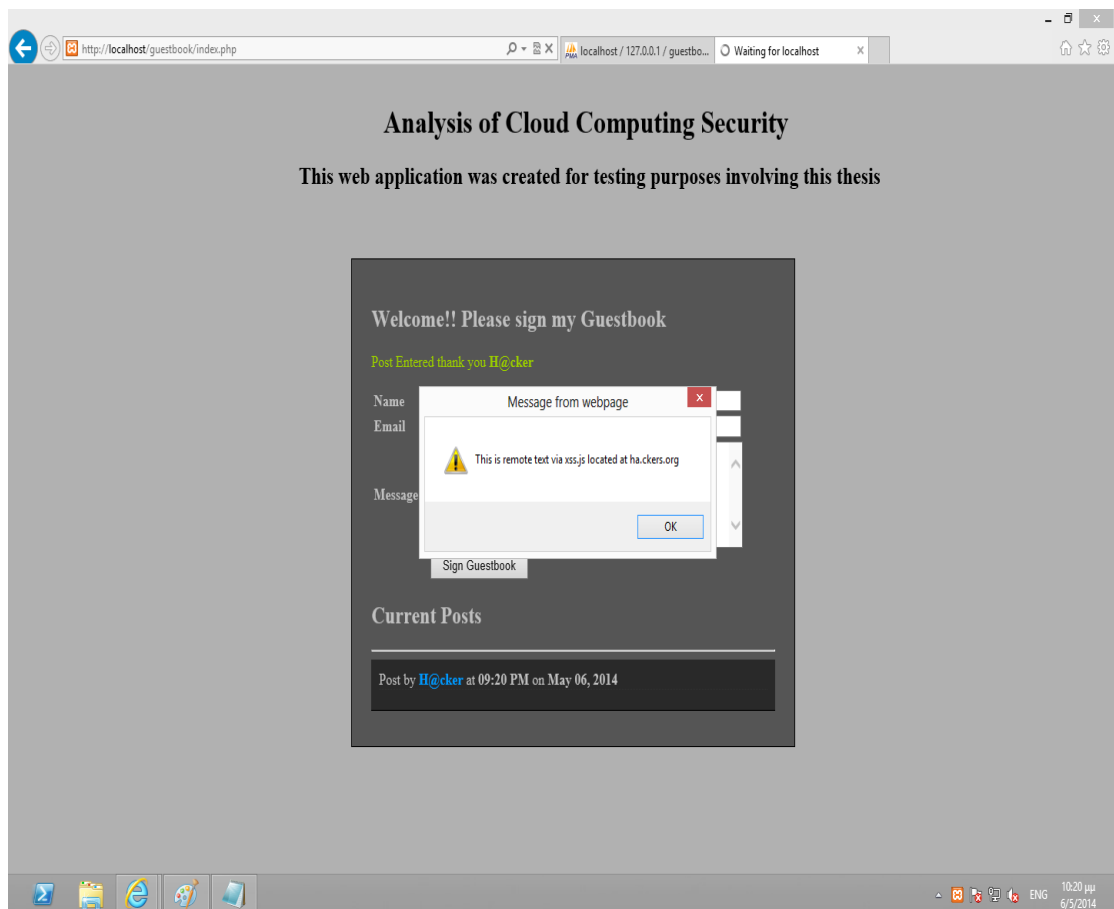 http://localhost/guestbook/index.php
localhost / 127.0.0.1 / guestbo...
Waiting for localhost
Analysis of Cloud Computing Security
This web application was created for testing purposes involving this thesis
Welcome!! Please sign my Guestbook
Post Entered thank you H@cker
Name
Email
Message
Message from webpage
This is remote text via xss.js located at ha.ckers.org
OK
Sign Guestbook
Current Posts
Post by H@cker at 09:20 PM on May 06, 2014
ENG
10:20 μμ
6/5/2014